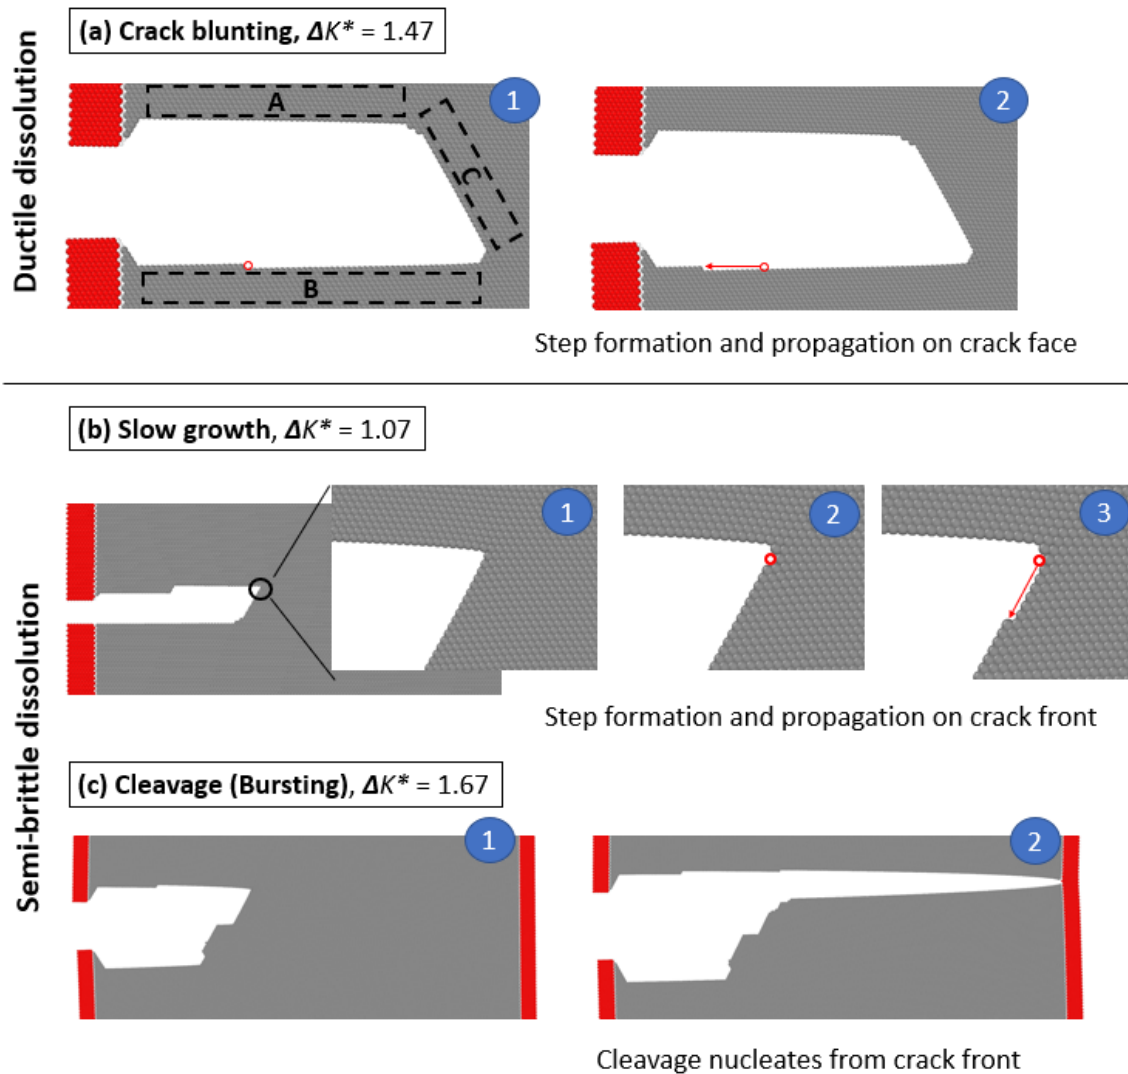 Ductile dissolution
(a) Crack blunting, ΔK* = 1.47
A
B
C
1
2
Step formation and propagation on crack face
Semi-brittle dissolution
(b) Slow growth, ΔK* = 1.07
1
2
3
Step formation and propagation on crack front
(c) Cleavage (Bursting), ΔK* = 1.67
1
2
Cleavage nucleates from crack front